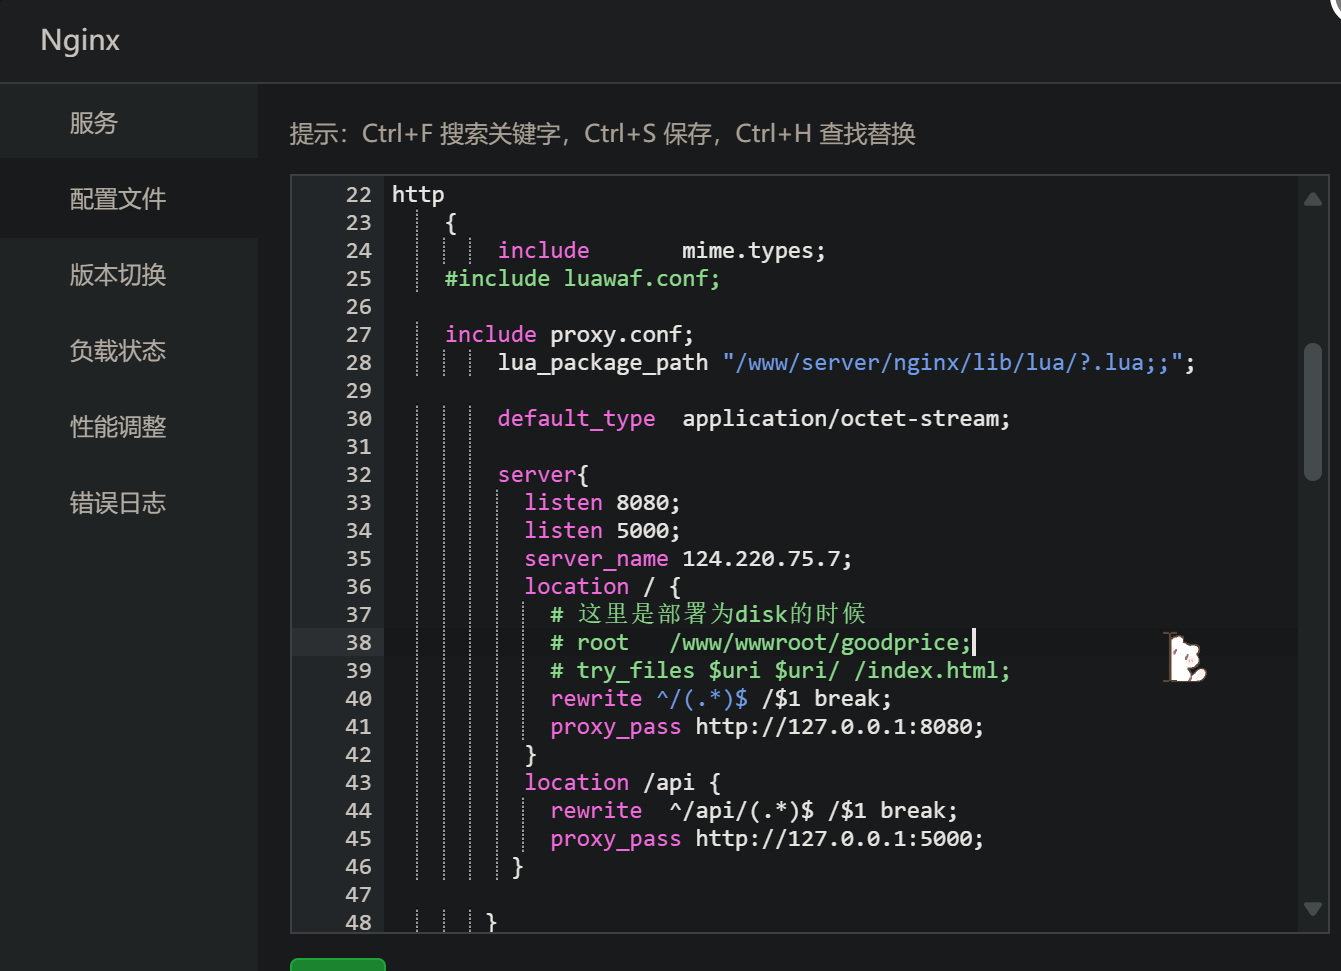 Nginx
服务
配置文件
版本切换
负载状态
性能调整
错误日志
提示：Ctrl+F 搜索关键字，Ctrl+S 保存，Ctrl+H 查找替换
22 http
23 {
24 include mime.types;
25 #include luawaf.conf;
26
27 include proxy.conf;
28 lua_package_path "/www/server/nginx/lib/lua/?.lua;;";
29
30 default_type application/octet-stream;
31
32 server{
33 listen 8080;
34 listen 5000;
35 server_name 124.220.75.7;
36 location / {
37 # 这里是部署为disk的时候
38 # root /www/wwwroot/goodprice;
39 # try_files $uri $uri/ /index.html;
40 rewrite ^/(.*)$ /$1 break;
41 proxy_pass http://127.0.0.1:8080;
42 }
43 location /api {
44 rewrite ^/api/(.*)$ /$1 break;
45 proxy_pass http://127.0.0.1:5000;
46 }
47
48 }